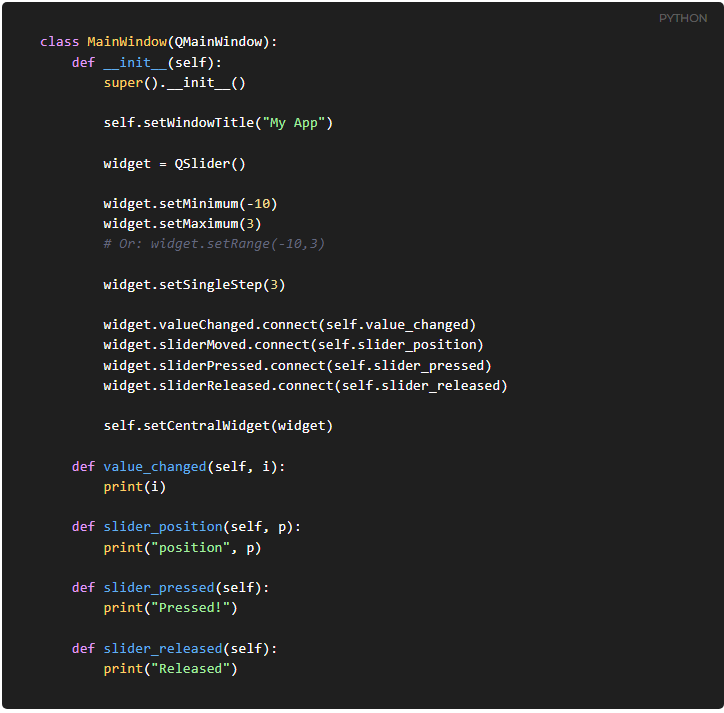 PYTHON
class MainWindow(QMainWindow):
    def __init__(self):
        super().__init__()

        self.setWindowTitle("My App")

        widget = QSlider()

        widget.setMinimum(-10)
        widget.setMaximum(3)
        # Or: widget.setRange(-10,3)

        widget.setSingleStep(3)

        widget.valueChanged.connect(self.value_changed)
        widget.sliderMoved.connect(self.slider_position)
        widget.sliderPressed.connect(self.slider_pressed)
        widget.sliderReleased.connect(self.slider_released)

        self.setCentralWidget(widget)

    def value_changed(self, i):
        print(i)

    def slider_position(self, p):
        print("position", p)

    def slider_pressed(self):
        print("Pressed!")

    def slider_released(self):
        print("Released")